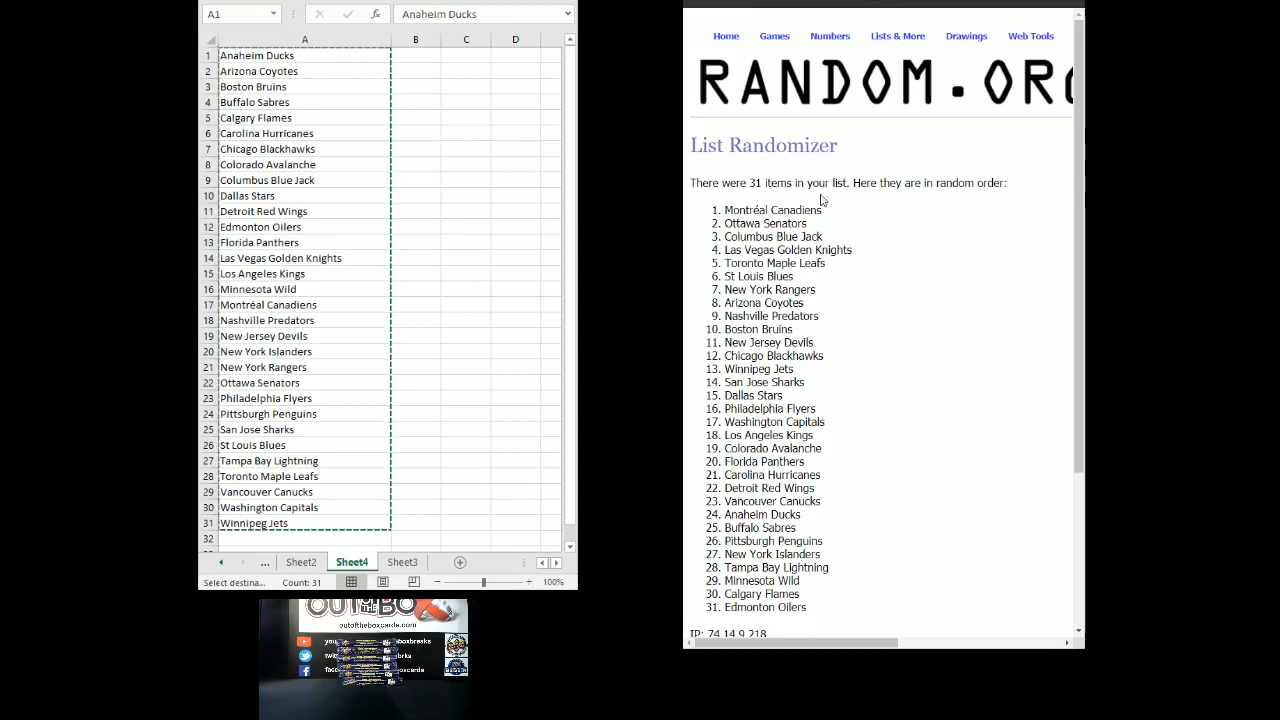 A1
Anaheim Ducks
A
B
C
D
1 Anaheim Ducks
2 Arizona Coyotes
3 Boston Bruins
4 Buffalo Sabres
5 Calgary Flames
6 Carolina Hurricanes
7 Chicago Blackhawks
8 Colorado Avalanche
9 Columbus Blue Jack
10 Dallas Stars
11 Detroit Red Wings
12 Edmonton Oilers
13 Florida Panthers
14 Las Vegas Golden Knights
15 Los Angeles Kings
16 Minnesota Wild
17 Montréal Canadiens
18 Nashville Predators
19 New Jersey Devils
20 New York Islanders
21 New York Rangers
22 Ottawa Senators
23 Philadelphia Flyers
24 Pittsburgh Penguins
25 San Jose Sharks
26 St Louis Blues
27 Tampa Bay Lightning
28 Toronto Maple Leafs
29 Vancouver Canucks
30 Washington Capitals
31 Winnipeg Jets
32
... Sheet2 Sheet4 Sheet3
Select destina... Count: 31 100%
OUT OF THE BOX
outoftheboxcards.com
Home Games Numbers Lists & More Drawings Web Tools
RANDOM.ORG
List Randomizer
There were 31 items in your list. Here they are in random order:
1. Montréal Canadiens
2. Ottawa Senators
3. Columbus Blue Jack
4. Las Vegas Golden Knights
5. Toronto Maple Leafs
6. St Louis Blues
7. New York Rangers
8. Arizona Coyotes
9. Nashville Predators
10. Boston Bruins
11. New Jersey Devils
12. Chicago Blackhawks
13. Winnipeg Jets
14. San Jose Sharks
15. Dallas Stars
16. Philadelphia Flyers
17. Washington Capitals
18. Los Angeles Kings
19. Colorado Avalanche
20. Florida Panthers
21. Carolina Hurricanes
22. Detroit Red Wings
23. Vancouver Canucks
24. Anaheim Ducks
25. Buffalo Sabres
26. Pittsburgh Penguins
27. New York Islanders
28. Tampa Bay Lightning
29. Minnesota Wild
30. Calgary Flames
31. Edmonton Oilers
IP: 74.14.9.218